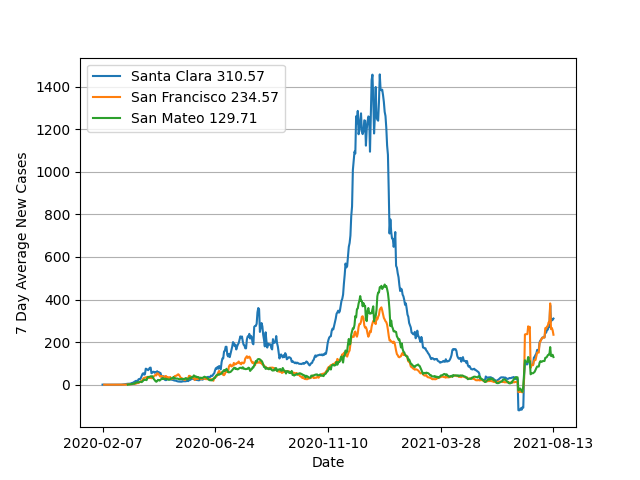 Santa Clara 310.57
San Francisco 234.57
San Mateo 129.71
7 Day Average New Cases
1400
1200
1000
800
600
400
200
0
2020-02-07 2020-06-24 2020-11-10 2021-03-28 2021-08-13
Date